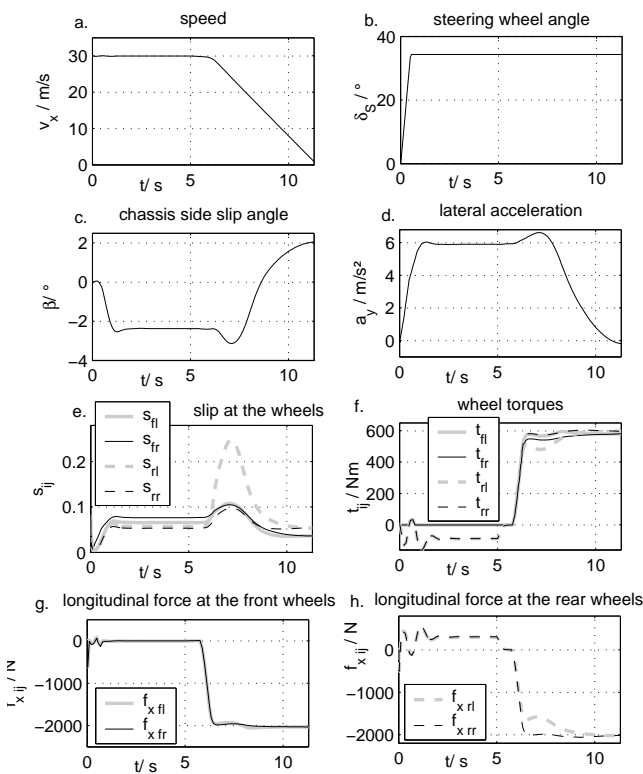 a. speed
v_x / m/s
30
20
10
0
0 5 10
t/ s
b. steering wheel angle
δ_S / °
40
20
0
0 5 10
t/ s
c. chassis side slip angle
β/ °
2
0
−2
−4
0 5 10
t/ s
d. lateral acceleration
a_y / m/s²
6
4
2
0
0 5 10
t/ s
e. slip at the wheels
s_fl
s_fr
s_rl
s_rr
s_ij
0.2
0.1
0
0 5 10
t/ s
f. wheel torques
t_fl
t_fr
t_rl
t_rr
t_ij / Nm
600
400
200
0
0 5 10
t/ s
g. longitudinal force at the front wheels
f_x ij / N
0
−1000
−2000
f_x fl
f_x fr
0 5 10
t/ s
h. longitudinal force at the rear wheels
f_x ij / N
0
−1000
−2000
f_x rl
f_x rr
0 5 10
t/ s